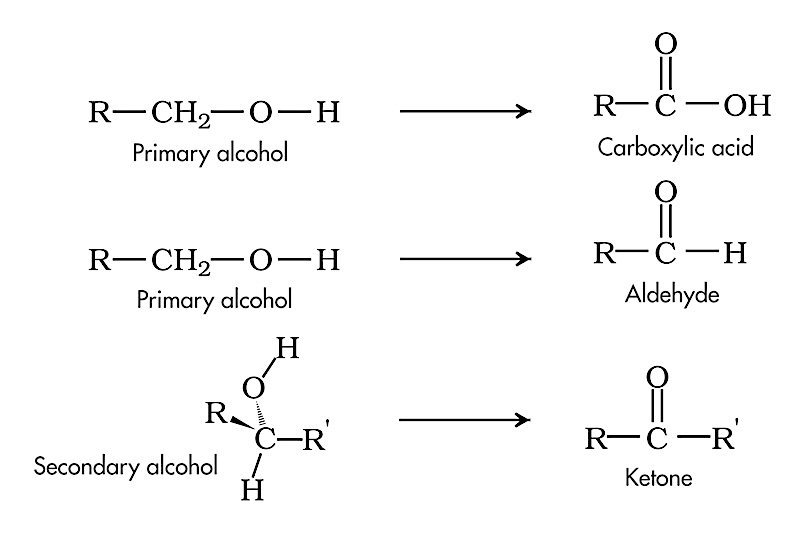 O
R—CH₂—O—H
R—C—OH
Primary alcohol
Carboxylic acid
O
R—CH₂—O—H
R—C—H
Primary alcohol
Aldehyde
H
O
R
C—R'
H
Secondary alcohol
O
R—C—R'
Ketone